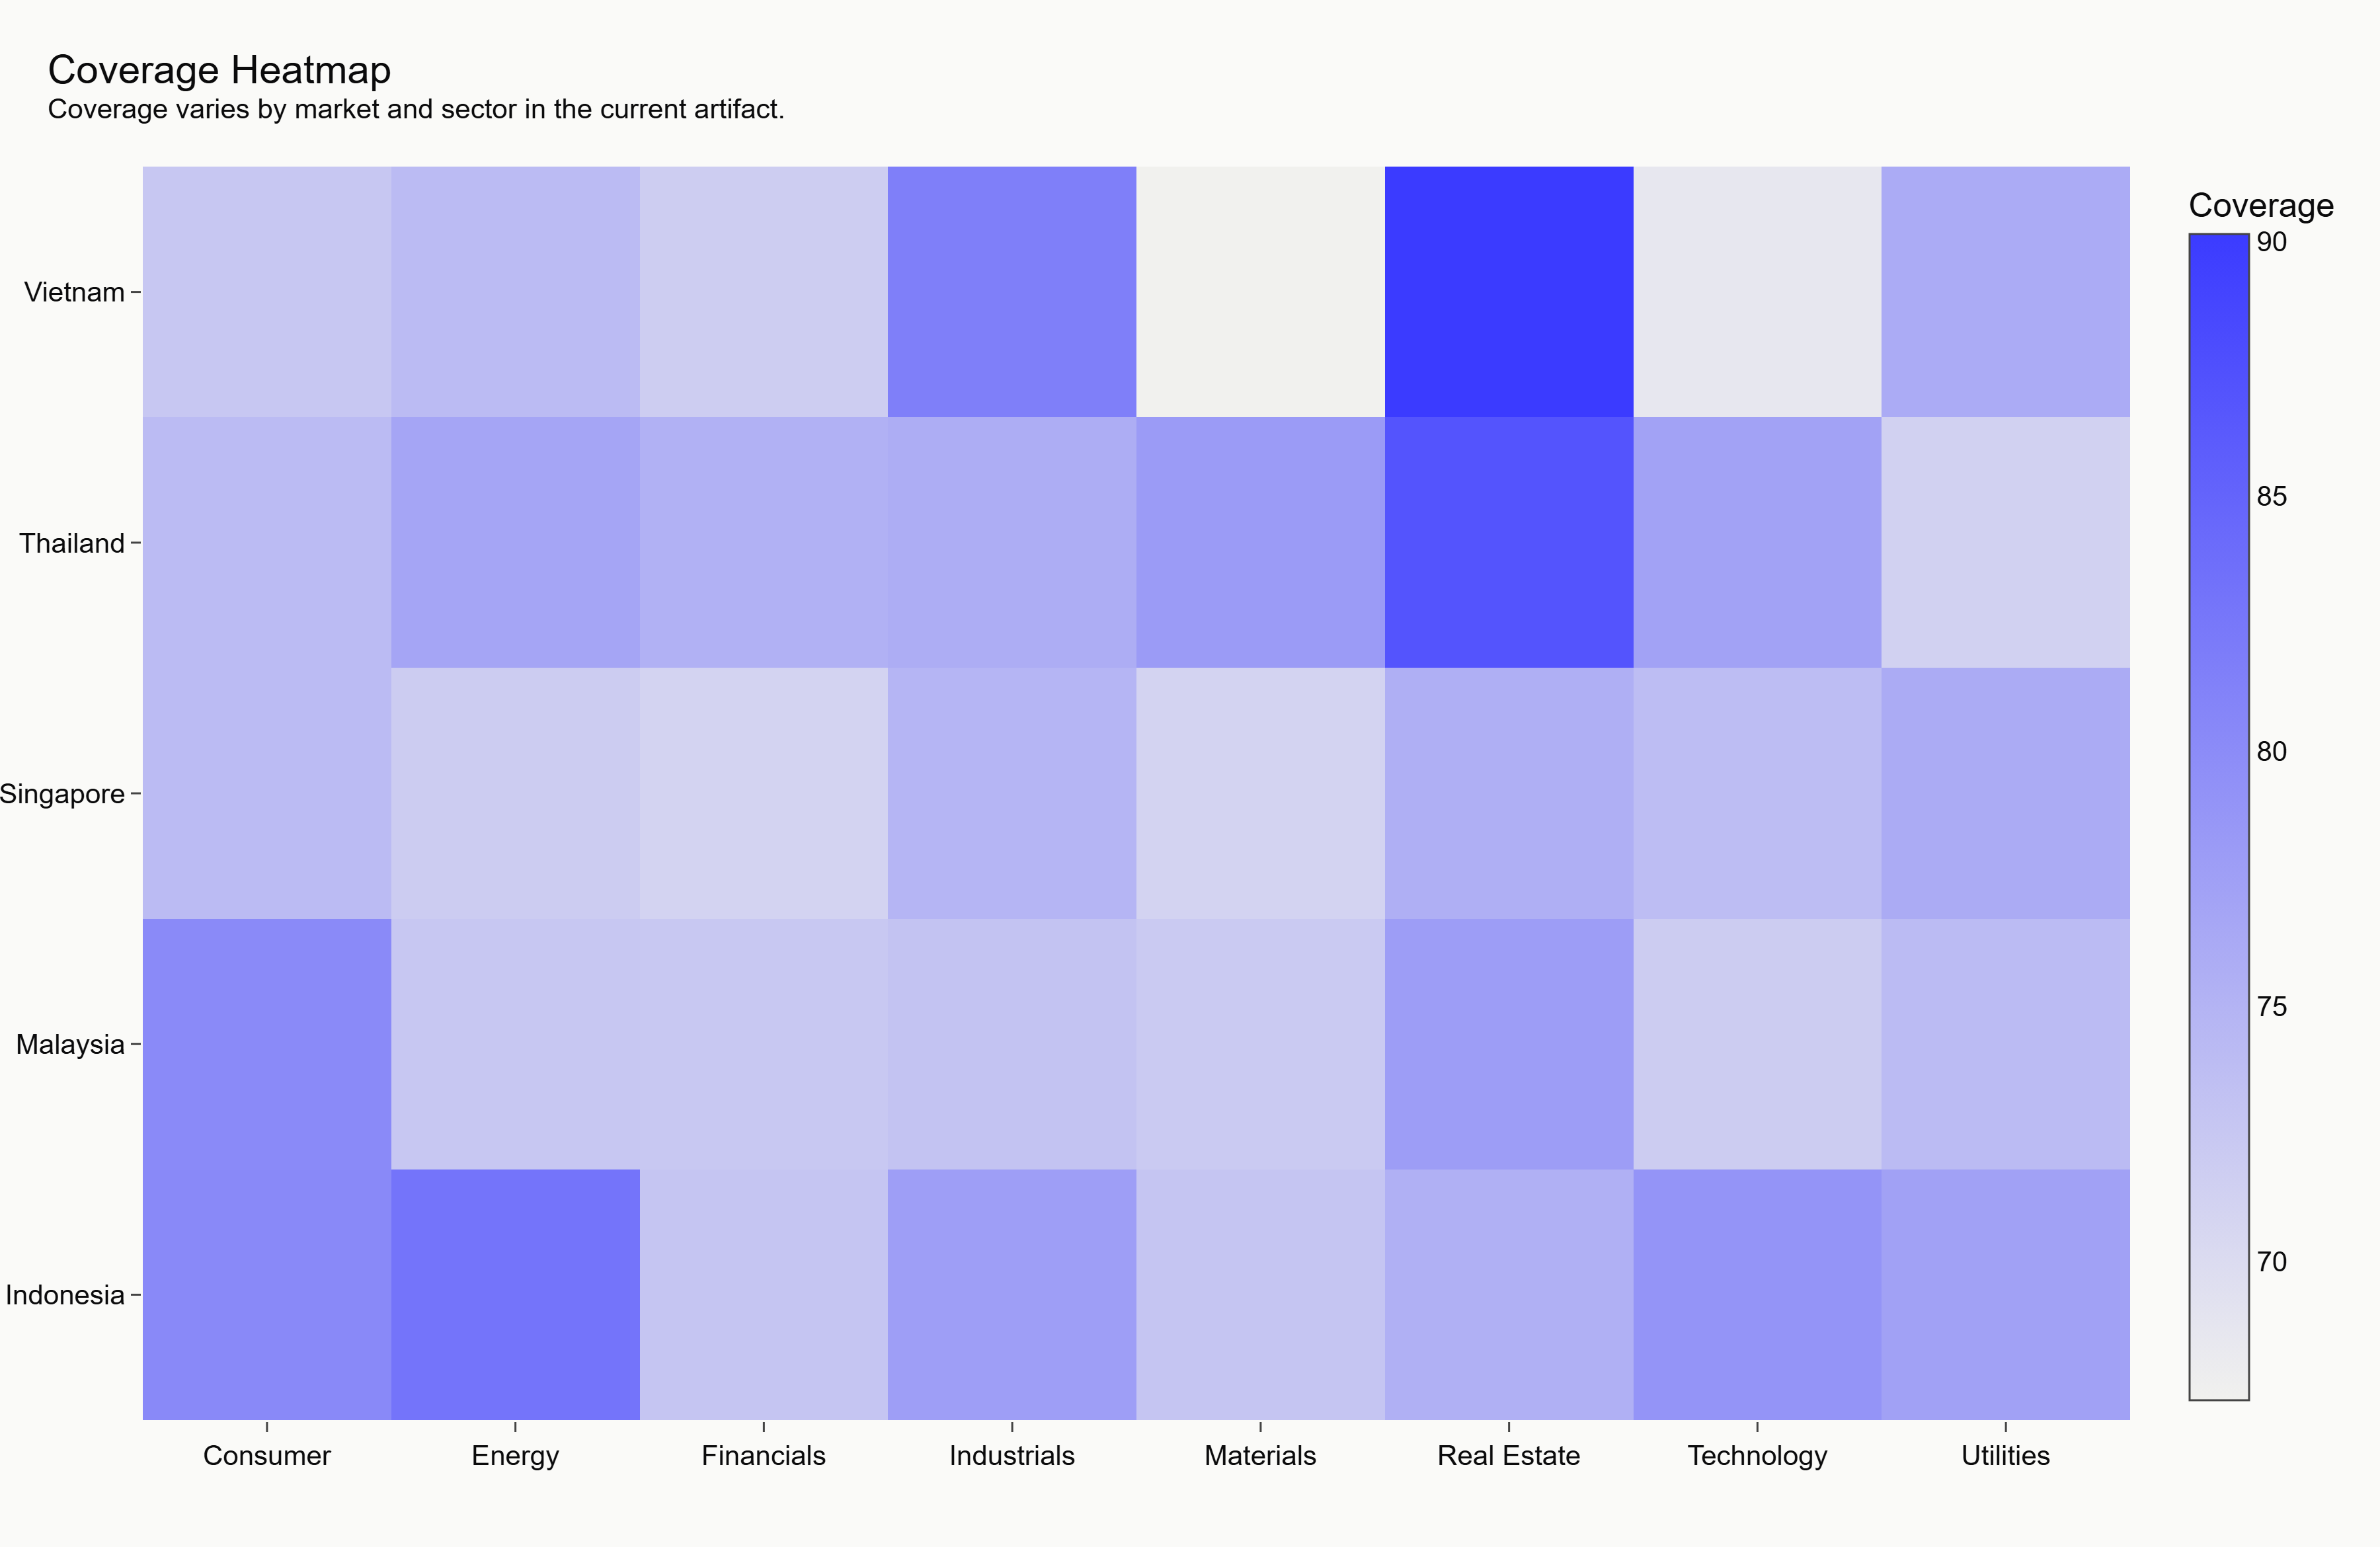 Coverage Heatmap
Coverage varies by market and sector in the current artifact.
Coverage
90
85
80
75
70
Vietnam
Thailand
Singapore
Malaysia
Indonesia
Consumer Energy Financials Industrials Materials Real Estate Technology Utilities